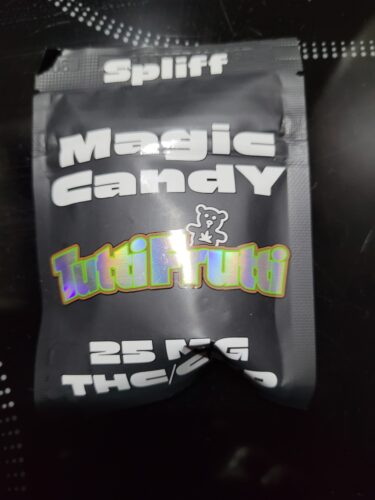 Spliff
Magic
CandY
TuttiFrutti
25 MG
THC/